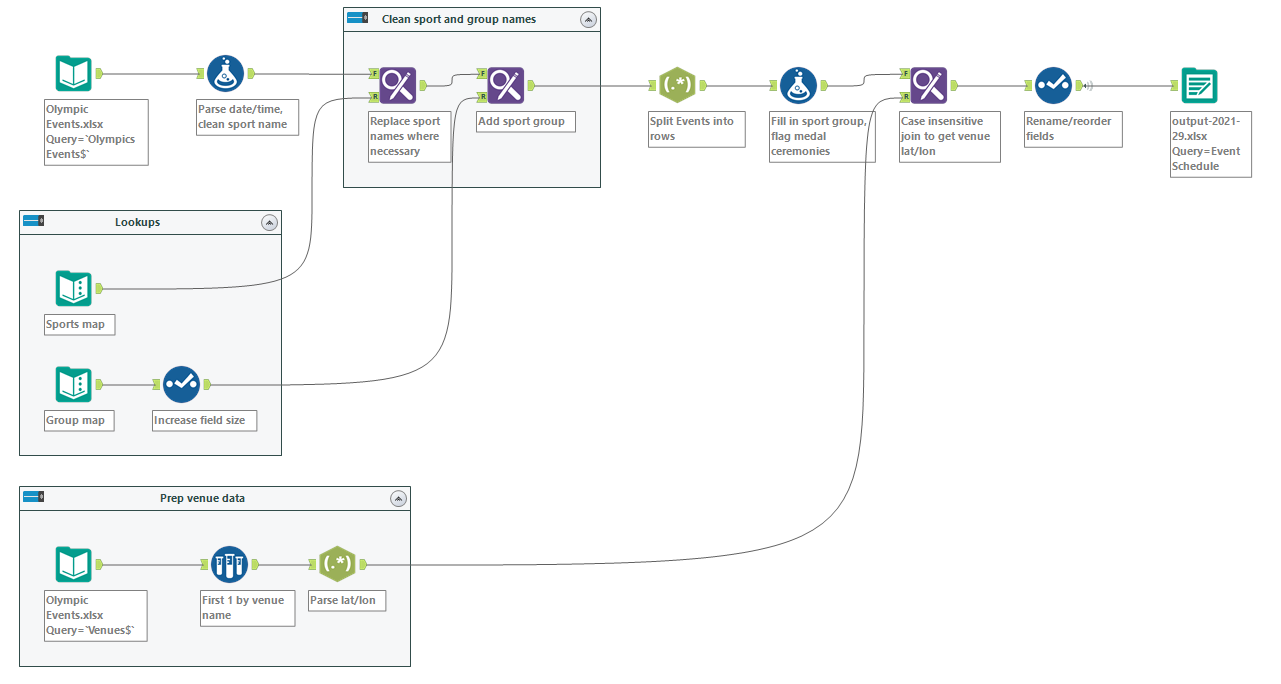 Clean sport and group names
Olympic
Events.xlsx
Query=`Olympics
Events$`
Parse date/time,
clean sport name
F
R
Replace sport
names where
necessary
F
R
Add sport group
(.*)
Split Events into
rows
Fill in sport group,
flag medal
ceremonies
F
R
Case insensitive
join to get venue
lat/lon
Rename/reorder
fields
output-2021-
29.xlsx
Query=Event
Schedule
Lookups
Sports map
Group map
Increase field size
Prep venue data
Olympic
Events.xlsx
Query=`Venues$`
First 1 by venue
name
(.*)
Parse lat/lon